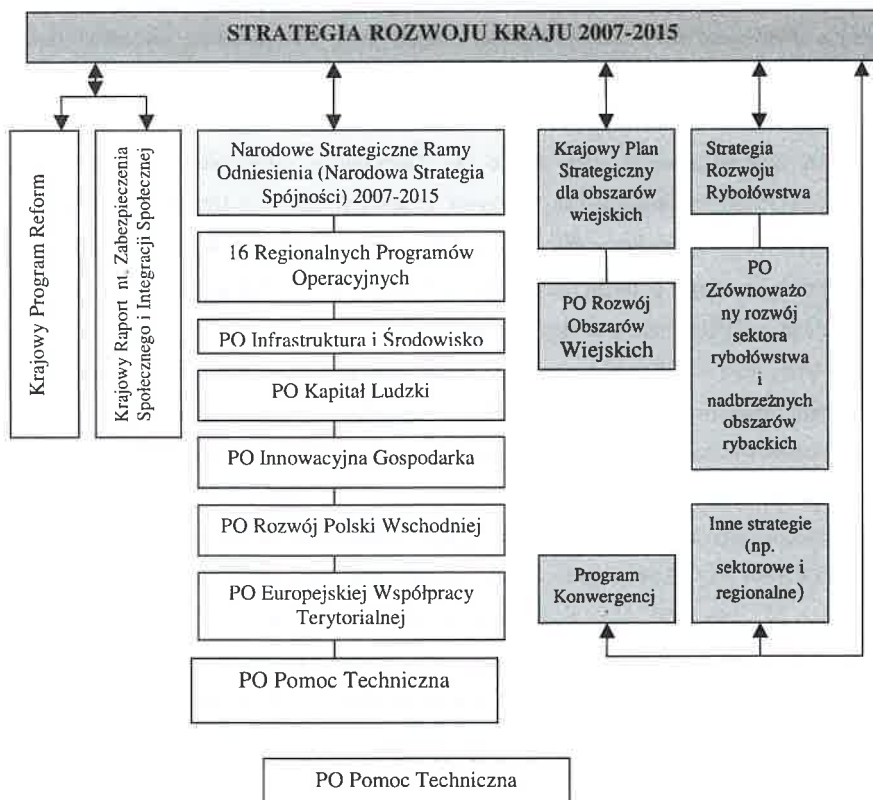 STRATEGIA ROZWOJU KRAJU 2007-2015
Krajowy Program Reform
Krajowy Raport nt, Zabezpieczenia
Społecznego i Integracji Społecznej
Narodowe Strategiczne Ramy
Odniesienia (Narodowa Strategia
Spójności) 2007-2015
16 Regionalnych Programów
Operacyjnych
PO Infrastruktura i Środowisko
PO Kapitał Ludzki
PO Innowacyjna Gospodarka
PO Rozwój Polski Wschodniej
PO Europejskiej Współpracy
Terytorialnej
PO Pomoc Techniczna
Krajowy Plan
Strategiczny
dla obszarów
wiejskich
PO Rozwój
Obszarów
Wiejskich
Program
Konwergencj
Strategia
Rozwoju
Rybołówstwa
PO
Zrównoważo
ny rozwój
sektora
rybołówstwa
i
nadbrzeżnych
obszarów
rybackich
Inne strategie
(np.
sektorowe i
regionalne)
PO Pomoc Techniczna